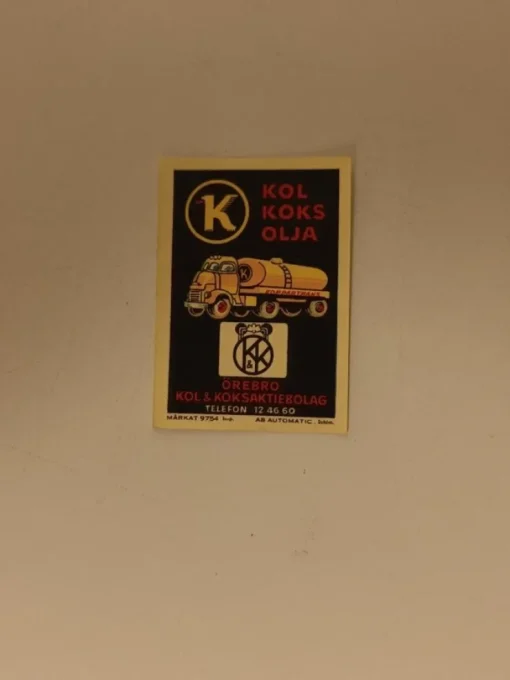 K
KOL
KOKS
OLJA
K
K&K
ÖREBRO
KOL & KOKSAKTIEBOLAG
TELEFON 12 46 60
MÄRKAT 9754 AB AUTOMATIC